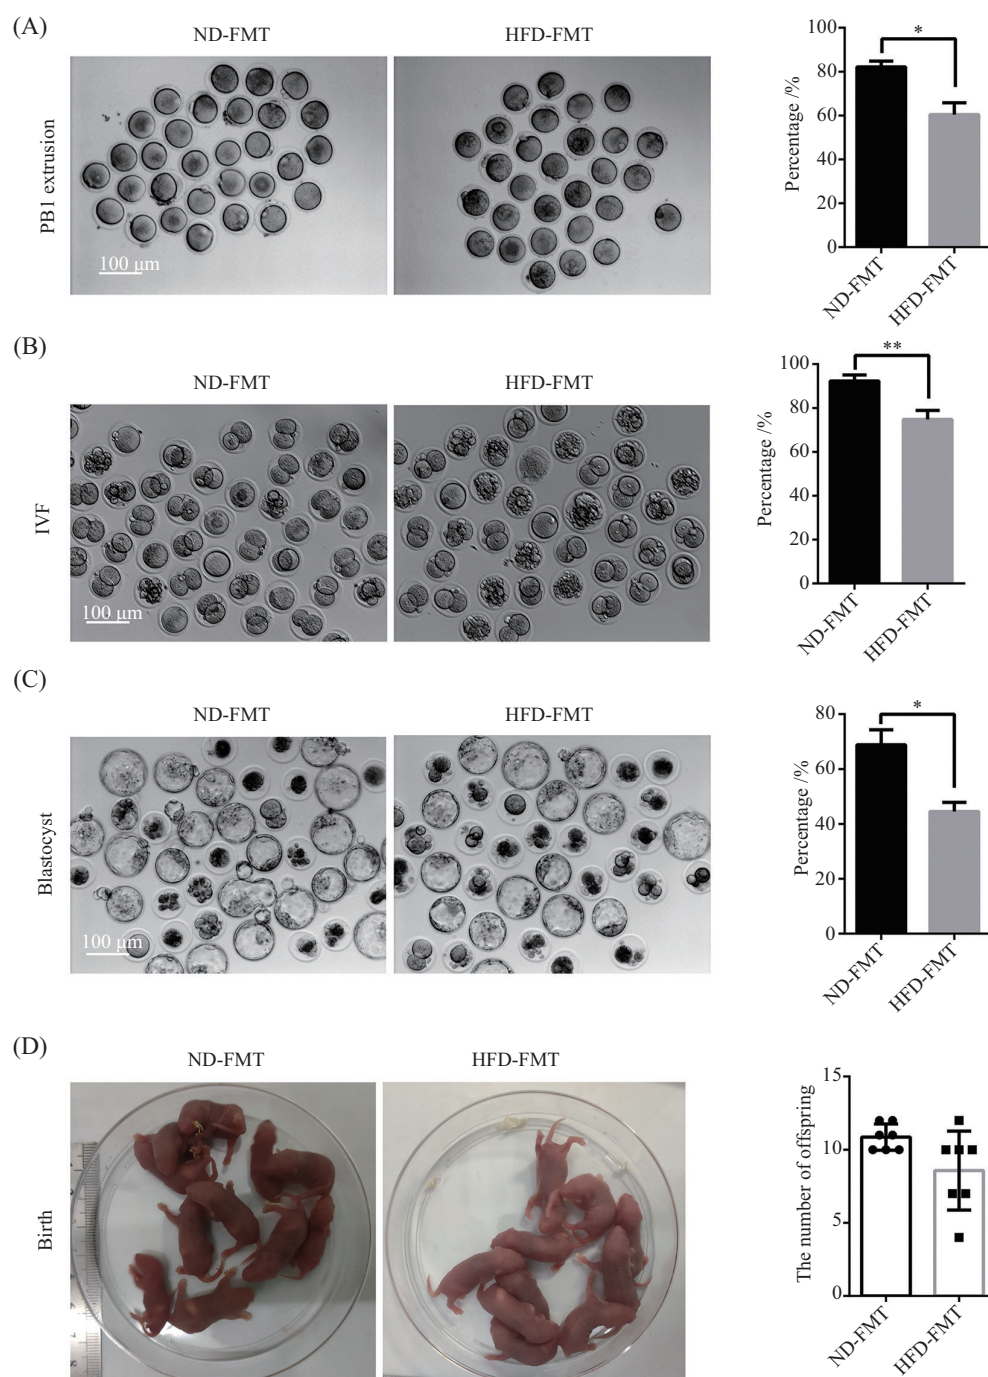 (A)
ND-FMT
HFD-FMT
PB1 extrusion
100 μm
Percentage /%
100
80
60
40
20
0
*
ND-FMT
HFD-FMT
(B)
ND-FMT
HFD-FMT
IVF
100 μm
Percentage /%
100
80
60
40
20
0
**
ND-FMT
HFD-FMT
(C)
ND-FMT
HFD-FMT
Blastocyst
100 μm
Percentage /%
80
60
40
20
0
*
ND-FMT
HFD-FMT
(D)
ND-FMT
HFD-FMT
Birth
The number of offspring
15
10
5
0
ND-FMT
HFD-FMT